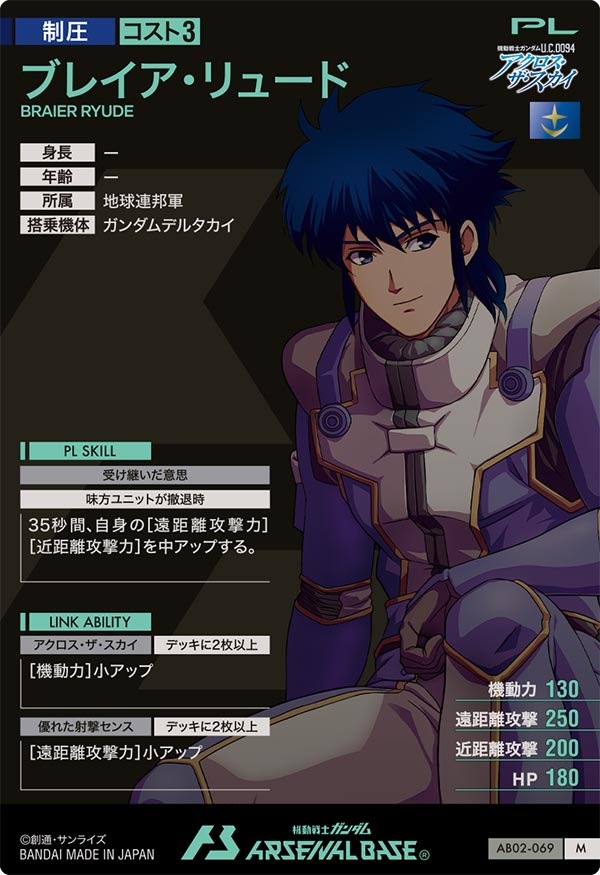 制圧 コスト3
PL
機動戦士ガンダムU.C.0094
アクロス・
ザ・スカイ
ブレイア・リュード
BRAIER RYUDE
身長 ー
年齢 ー
所属 地球連邦軍
搭乗機体 ガンダムデルタカイ
PL SKILL
受け継いだ意思
味方ユニットが撤退時
35秒間、自身の[遠距離攻撃力]
[近距離攻撃力]を中アップする。
LINK ABILITY
アクロス・ザ・スカイ デッキに2枚以上
[機動力]小アップ
優れた射撃センス デッキに2枚以上
[遠距離攻撃力]小アップ
機動力 130
遠距離攻撃 250
近距離攻撃 200
HP 180
©創通・サンライズ
BANDAI MADE IN JAPAN
機動戦士ガンダム
ARSENAL BASE®
AB02-069 M